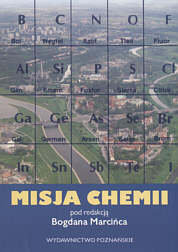 B C N O F
Bor Węgiel Azot Tlen Fluor
Al Si P S Cl
Glin Krzem Fosfor Siarka Chlor
Ga Ge As Se Br
Gal German Arsen Selen Brom
In Sn Sb Te I
MISJA CHEMII
pod redakcją
Bogdana Marcińca
WYDAWNICTWO POZNAŃSKIE